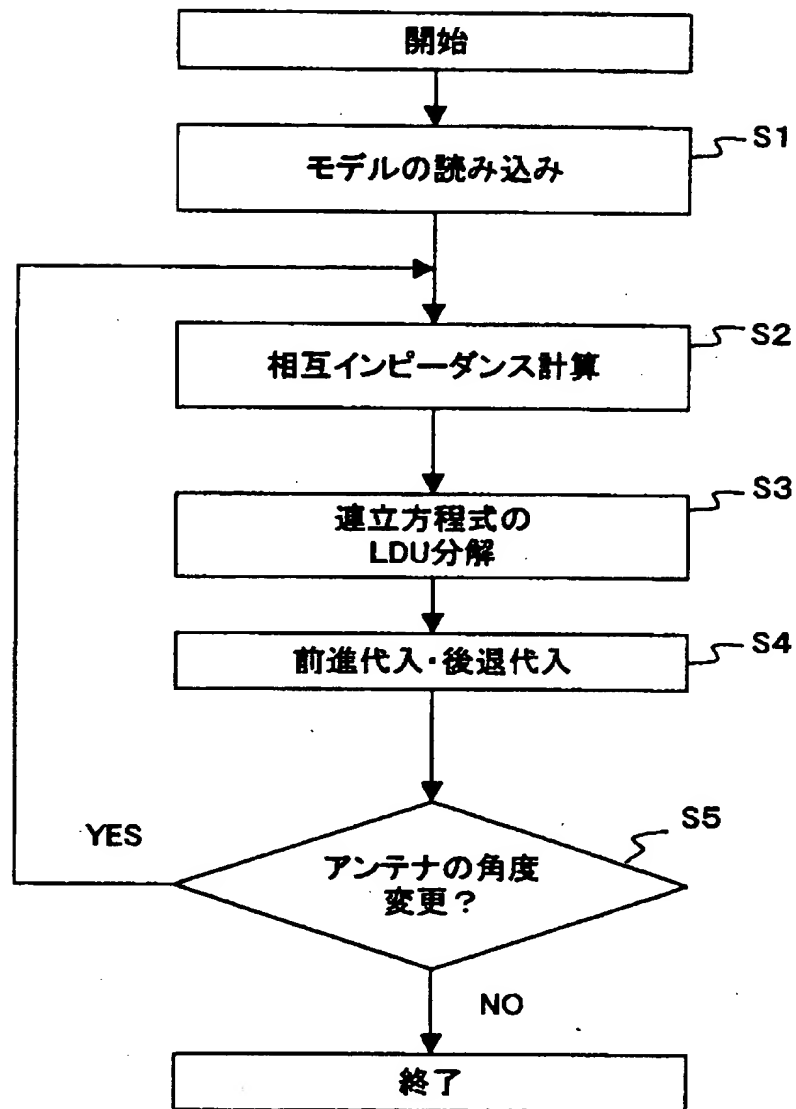 開始
S1
モデルの読み込み
S2
相互インピーダンス計算
S3
連立方程式の
LDU分解
S4
前進代入・後退代入
S5
YES
アンテナの角度
変更?
NO
終了